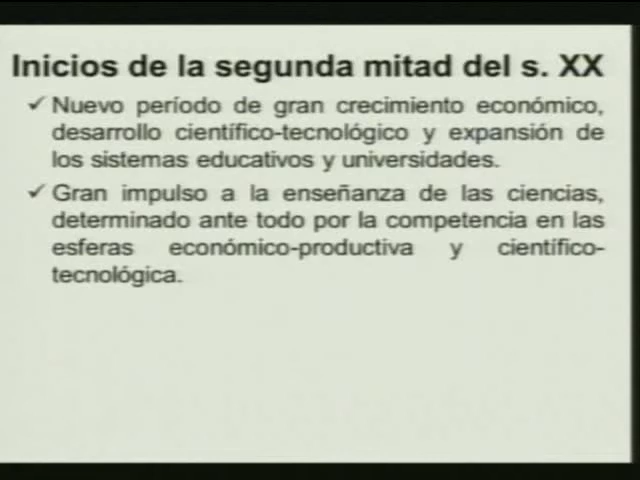 Inicios de la segunda mitad del s. XX
✓ Nuevo período de gran crecimiento económico,
desarrollo científico-tecnológico y expansión de
los sistemas educativos y universidades.
✓ Gran impulso a la enseñanza de las ciencias,
determinado ante todo por la competencia en las
esferas económico-productiva y científico-
tecnológica.